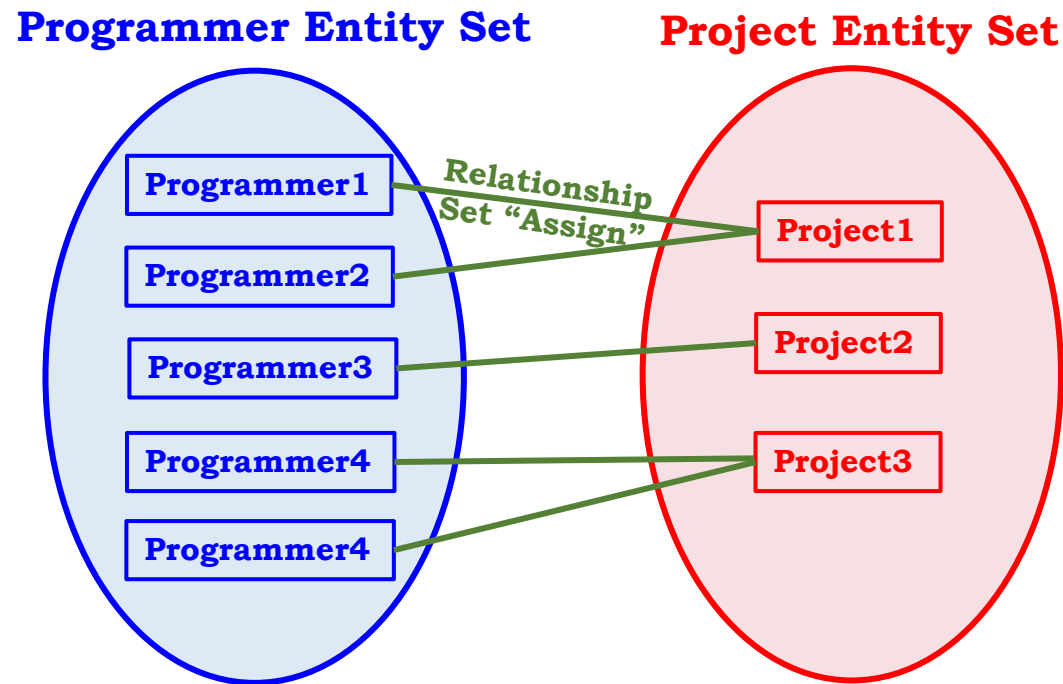 Programmer Entity Set
Project Entity Set
Programmer1
Programmer2
Programmer3
Programmer4
Programmer4
Relationship
Set “Assign”
Project1
Project2
Project3